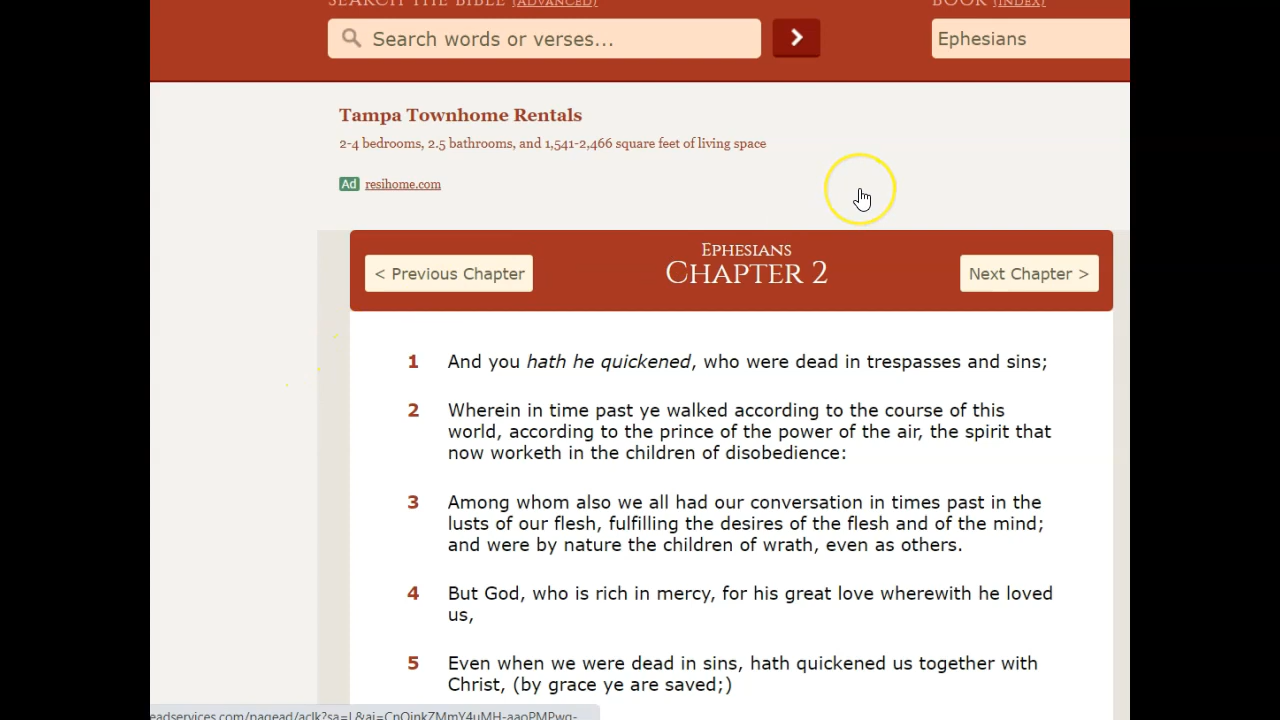 SEARCH THE BIBLE (ADVANCED)
BOOK (INDEX)
Search words or verses...
Ephesians
Tampa Townhome Rentals
2-4 bedrooms, 2.5 bathrooms, and 1,541-2,466 square feet of living space
Ad resihome.com
EPHESIANS
< Previous Chapter
CHAPTER 2
Next Chapter >
1 And you hath he quickened, who were dead in trespasses and sins;
2 Wherein in time past ye walked according to the course of this
world, according to the prince of the power of the air, the spirit that
now worketh in the children of disobedience:
3 Among whom also we all had our conversation in times past in the
lusts of our flesh, fulfilling the desires of the flesh and of the mind;
and were by nature the children of wrath, even as others.
4 But God, who is rich in mercy, for his great love wherewith he loved
us,
5 Even when we were dead in sins, hath quickened us together with
Christ, (by grace ye are saved;)